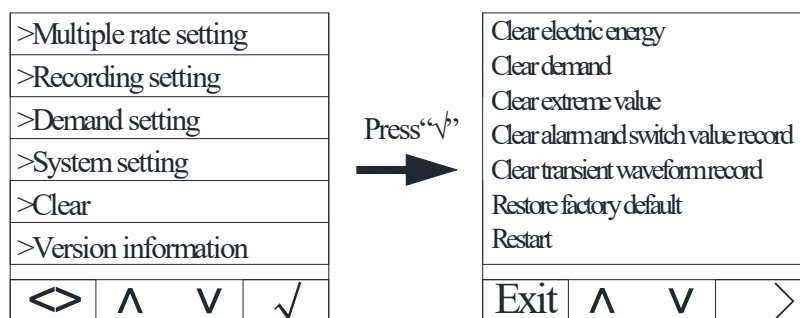 >Multiple rate setting
>Recording setting
>Demand setting
>System setting
>Clear
>Version information
<> ∧ ∨ √
Press“√”
Clear electric energy
Clear demand
Clear extreme value
Clear alarm and switch value record
Clear transient waveform record
Restore factory default
Restart
Exit ∧ ∨ >